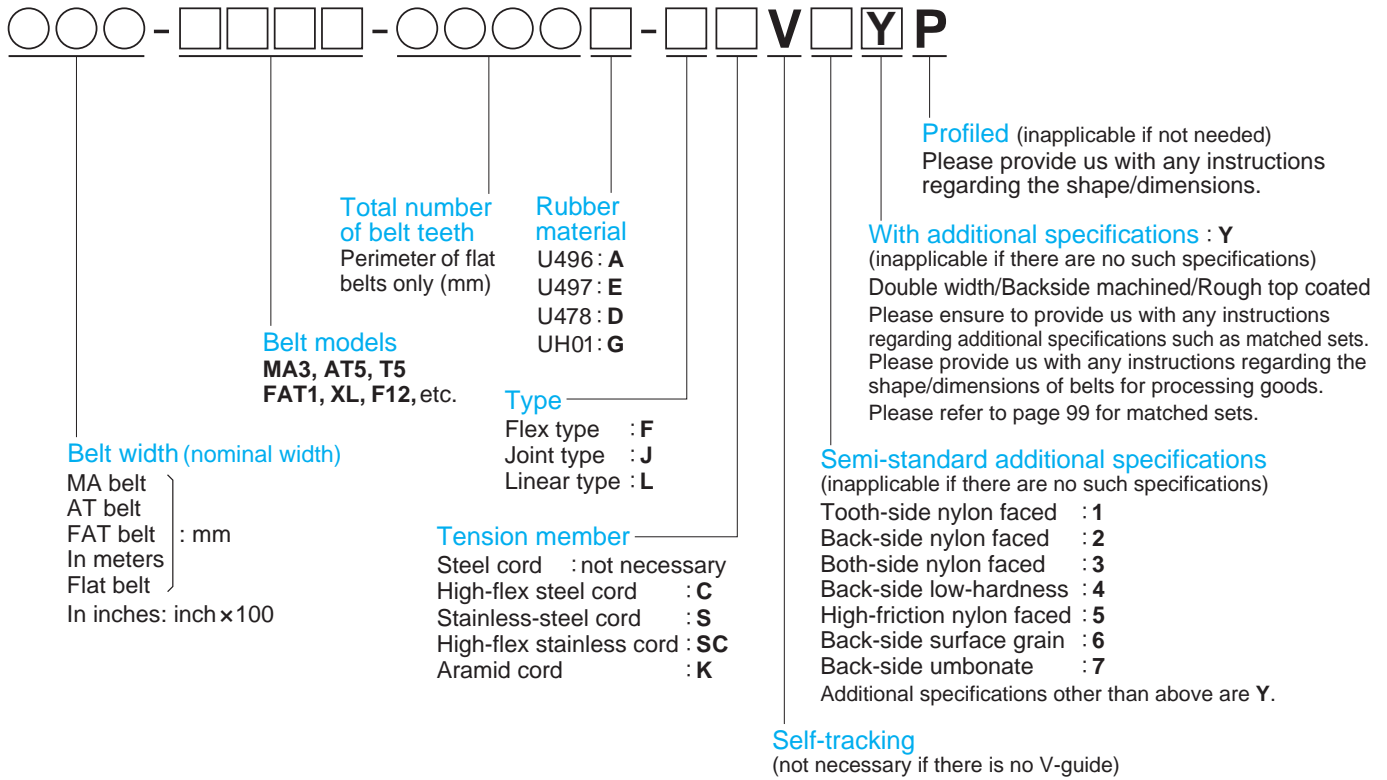 - - - V Y P
Profiled (inapplicable if not needed)
Please provide us with any instructions
regarding the shape/dimensions.
Total number
of belt teeth
Perimeter of flat
belts only (mm)
Rubber
material
U496: A
U497: E
U478: D
UH01: G
With additional specifications : Y
(inapplicable if there are no such specifications)
Double width/Backside machined/Rough top coated
Please ensure to provide us with any instructions
regarding additional specifications such as matched sets.
Please provide us with any instructions regarding the
shape/dimensions of belts for processing goods.
Please refer to page 99 for matched sets.
Belt models
MA3, AT5, T5
FAT1, XL, F12, etc.
Type
Flex type : F
Joint type : J
Linear type : L
Belt width (nominal width)
MA belt
AT belt
FAT belt : mm
In meters
Flat belt
In inches: inch×100
Tension member
Steel cord : not necessary
High-flex steel cord : C
Stainless-steel cord : S
High-flex stainless cord : SC
Aramid cord : K
Semi-standard additional specifications
(inapplicable if there are no such specifications)
Tooth-side nylon faced : 1
Back-side nylon faced : 2
Both-side nylon faced : 3
Back-side low-hardness : 4
High-friction nylon faced : 5
Back-side surface grain : 6
Back-side umbonate : 7
Additional specifications other than above are Y.
Self-tracking
(not necessary if there is no V-guide)